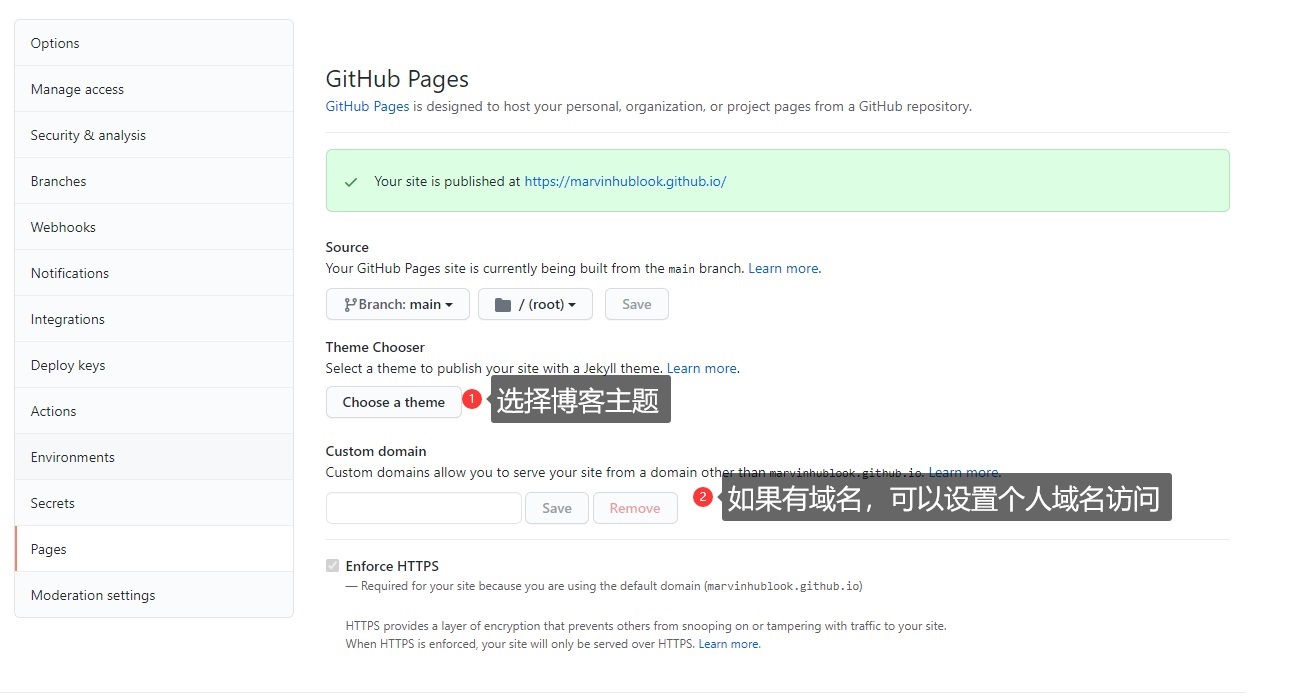 Options
Manage access
Security & analysis
Branches
Webhooks
Notifications
Integrations
Deploy keys
Actions
Environments
Secrets
Pages
Moderation settings
GitHub Pages
GitHub Pages is designed to host your personal, organization, or project pages from a GitHub repository.
Your site is published at https://marvinhublook.github.io/
Source
Your GitHub Pages site is currently being built from the main branch. Learn more.
Branch: main
/ (root)
Save
Theme Chooser
Select a theme to publish your site with a Jekyll theme. Learn more.
Choose a theme
1
选择博客主题
Custom domain
Custom domains allow you to serve your site from a domain other than marvinhublook.github.io. Learn more.
Save
Remove
2
如果有域名，可以设置个人域名访问
Enforce HTTPS
— Required for your site because you are using the default domain (marvinhublook.github.io)
HTTPS provides a layer of encryption that prevents others from snooping on or tampering with traffic to your site.
When HTTPS is enforced, your site will only be served over HTTPS. Learn more.